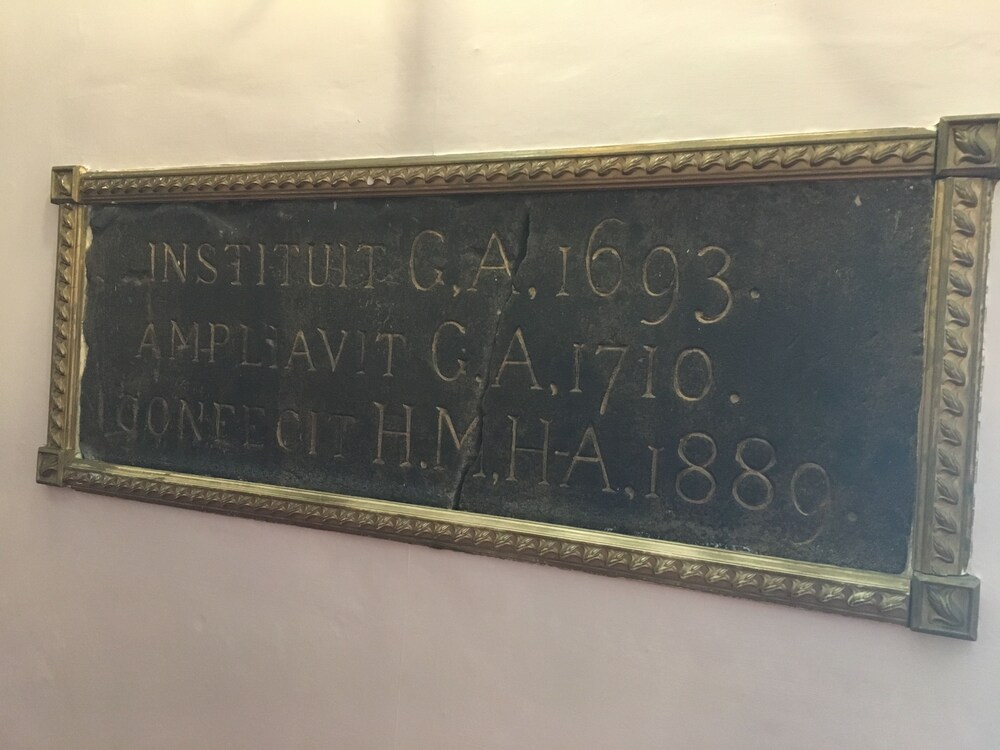 INSTITUIT G,A,1693.
AMPLIAVIT G,A,1710.
CONFECIT H.M,H-A,1889.